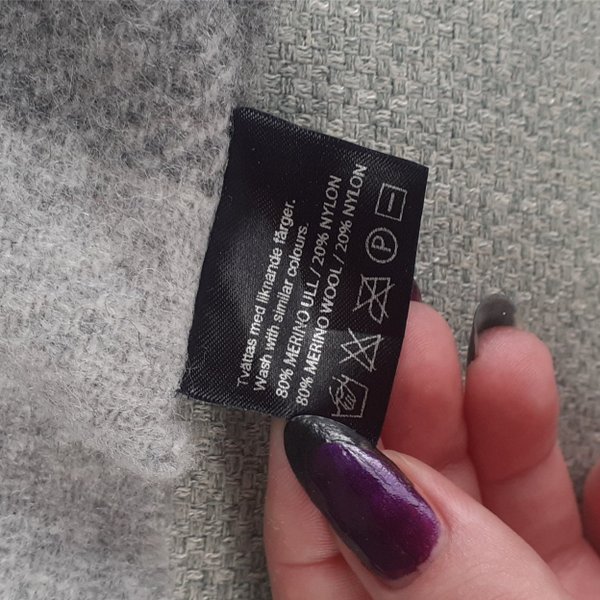 Tvättas med liknande färger.
Wash with similar colours.
80% MERINO ULL / 20% NYLON
80% MERINO WOOL / 20% NYLON
P